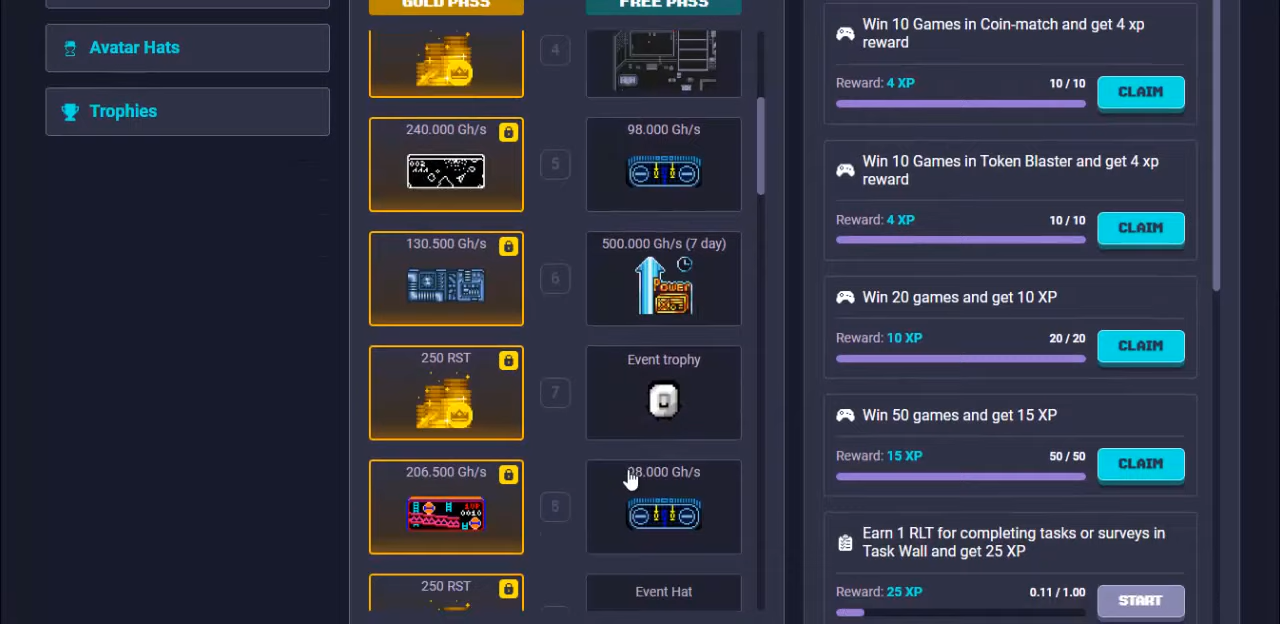 Avatar Hats
Trophies
GOLD PASS
FREE PASS
4
240.000 Gh/s
5
98.000 Gh/s
130.500 Gh/s
6
500.000 Gh/s (7 day)
POWER
250 RST
7
Event trophy
206.500 Gh/s
8
98.000 Gh/s
250 RST
Event Hat
Win 10 Games in Coin-match and get 4 xp
reward
Reward: 4 XP
10 / 10
CLAIM
Win 10 Games in Token Blaster and get 4 xp
reward
Reward: 4 XP
10 / 10
CLAIM
Win 20 games and get 10 XP
Reward: 10 XP
20 / 20
CLAIM
Win 50 games and get 15 XP
Reward: 15 XP
50 / 50
CLAIM
Earn 1 RLT for completing tasks or surveys in
Task Wall and get 25 XP
Reward: 25 XP
0.11 / 1.00
START